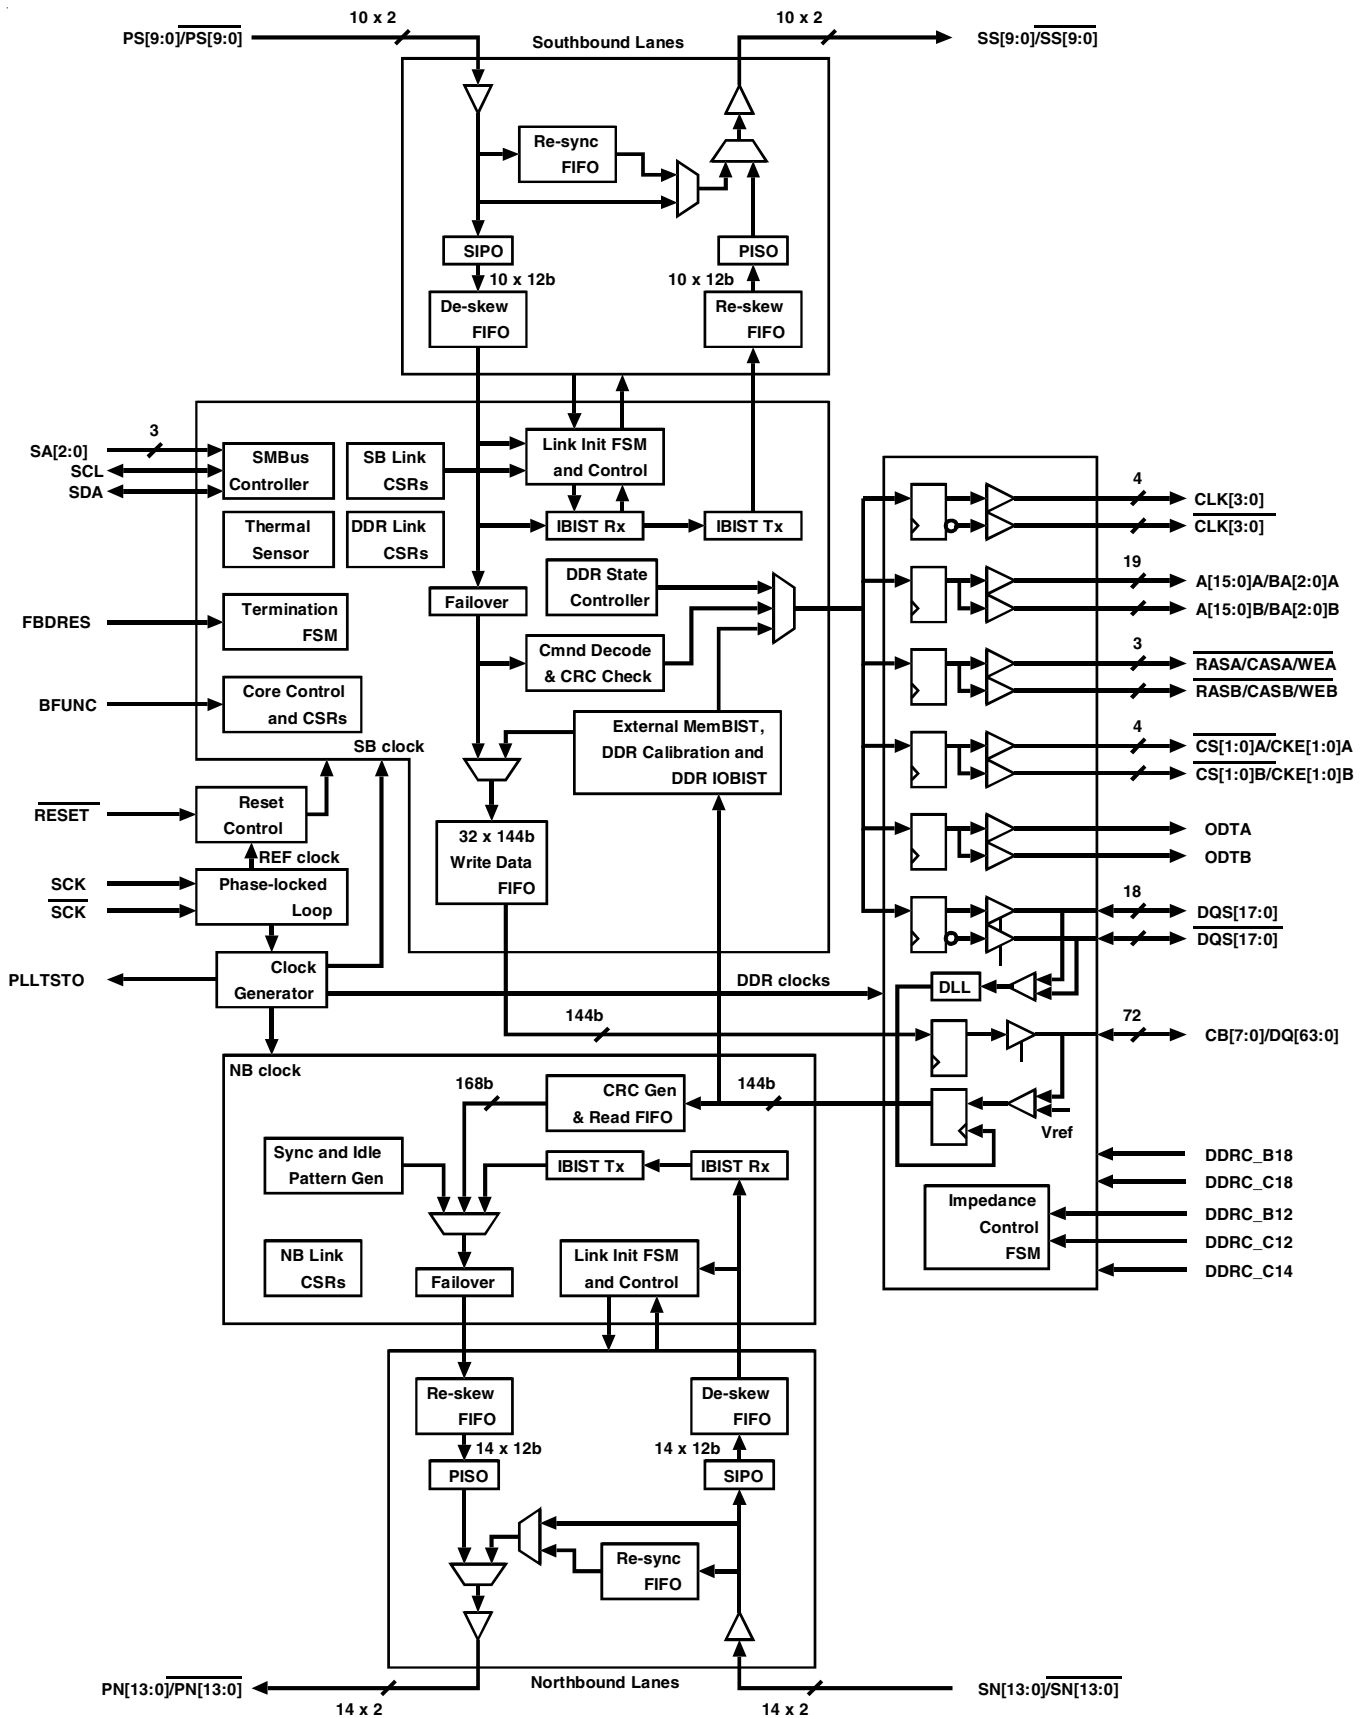 10 x 2
10 x 2
PS[9:0]/PS[9:0]
SS[9:0]/SS[9:0]
Southbound Lanes
Re-sync
FIFO
SIPO
PISO
10 x 12b
10 x 12b
De-skew
FIFO
Re-skew
FIFO
3
SA[2:0]
SCL
SDA
SMBus
Controller
SB Link
CSRs
Link Init FSM
and Control
Thermal
Sensor
DDR Link
CSRs
IBIST Rx
IBIST Tx
4
CLK[3:0]
CLK[3:0]
FBDRES
Termination
FSM
Failover
DDR State
Controller
19
A[15:0]A/BA[2:0]A
A[15:0]B/BA[2:0]B
BFUNC
Core Control
and CSRs
Cmnd Decode
& CRC Check
3
RASA/CASA/WEA
RASB/CASB/WEB
SB clock
External MemBIST,
DDR Calibration and
DDR IOBIST
4
CS[1:0]A/CKE[1:0]A
CS[1:0]B/CKE[1:0]B
RESET
Reset
Control
REF clock
32 x 144b
Write Data
FIFO
ODTA
ODTB
SCK
SCK
Phase-locked
Loop
18
DQS[17:0]
DQS[17:0]
PLLTSTO
Clock
Generator
DDR clocks
DLL
144b
72
CB[7:0]/DQ[63:0]
NB clock
168b
CRC Gen
& Read FIFO
144b
Vref
Sync and Idle
Pattern Gen
IBIST Tx
IBIST Rx
DDRC_B18
DDRC_C18
Impedance
Control
FSM
DDRC_B12
DDRC_C12
DDRC_C14
NB Link
CSRs
Failover
Link Init FSM
and Control
Re-skew
FIFO
De-skew
FIFO
14 x 12b
14 x 12b
PISO
SIPO
Re-sync
FIFO
Northbound Lanes
PN[13:0]/PN[13:0]
SN[13:0]/SN[13:0]
14 x 2
14 x 2